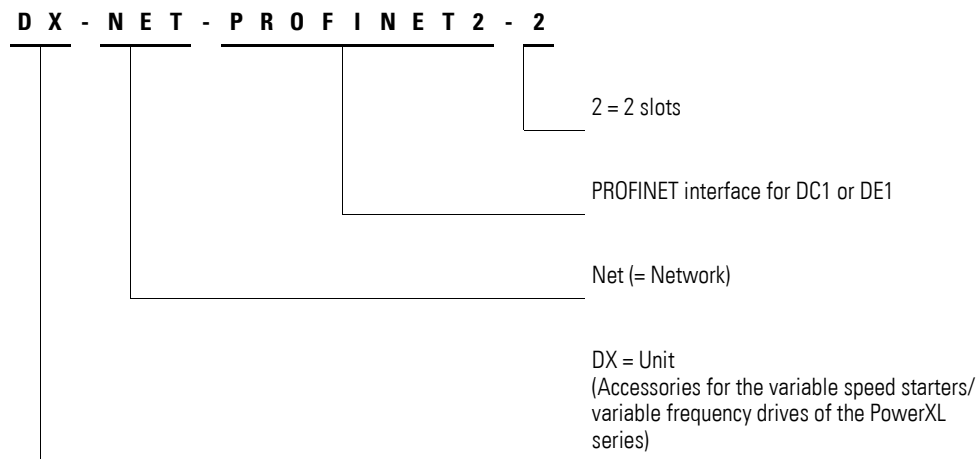 DX-NET-PROFINET2-2
2 = 2 slots
PROFINET interface for DC1 or DE1
Net (= Network)
DX = Unit
(Accessories for the variable speed starters/
variable frequency drives of the PowerXL
series)